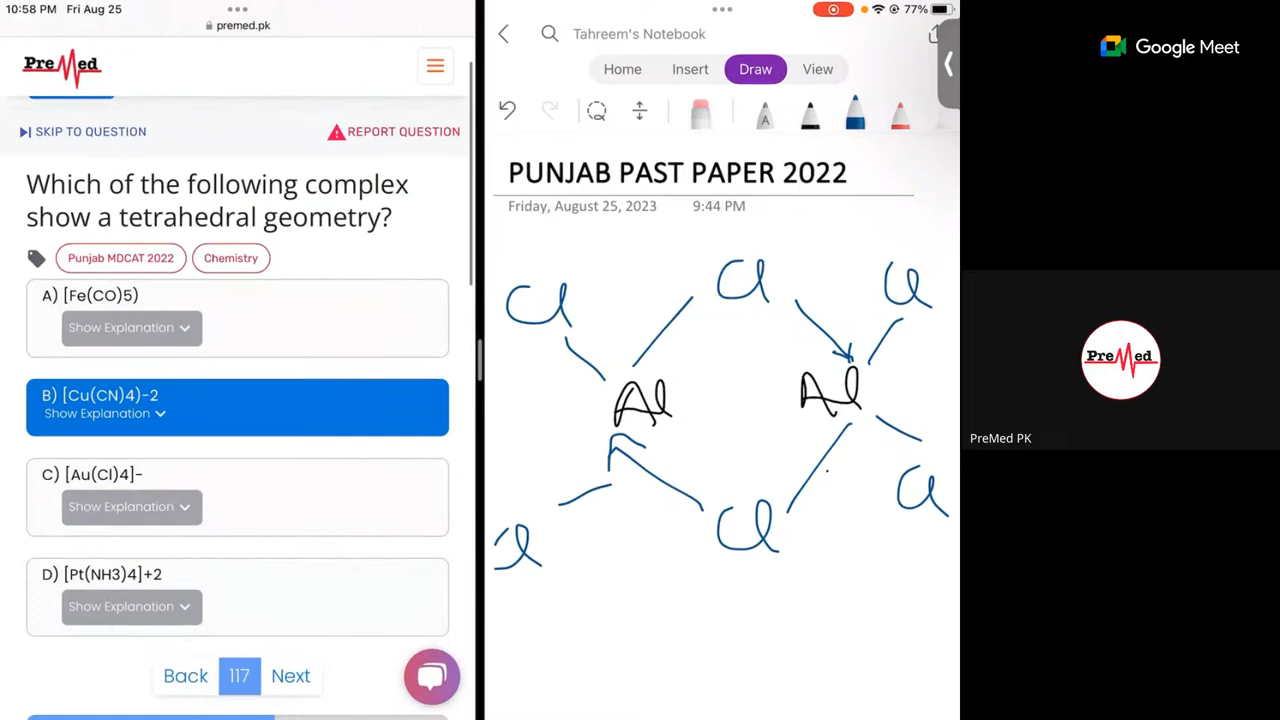 10:58 PM Fri Aug 25
premed.pk
PreMed
SKIP TO QUESTION
REPORT QUESTION
Which of the following complex
show a tetrahedral geometry?
Punjab MDCAT 2022
Chemistry
A) [Fe(CO)5)
Show Explanation
B) [Cu(CN)4)-2
Show Explanation
C) [Au(Cl)4]-
Show Explanation
D) [Pt(NH3)4]+2
Show Explanation
Back 117 Next
77%
Tahreem's Notebook
Home Insert Draw View
A
PUNJAB PAST PAPER 2022
Friday, August 25, 2023 9:44 PM
Cl Cl Cl
Al Al
Cl Cl Cl
Google Meet
PreMed
PreMed PK